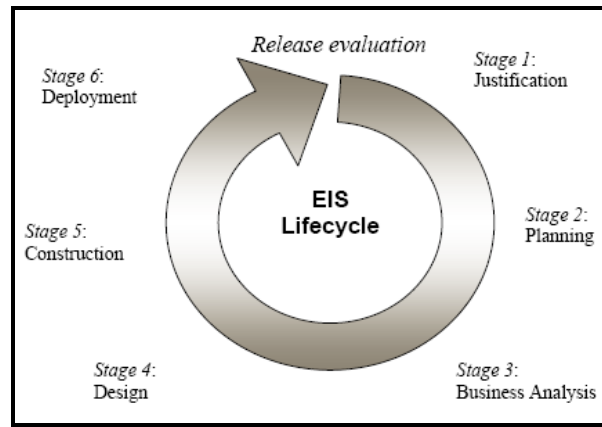 Release evaluation
Stage 1:
Justification
Stage 2:
Planning
Stage 3:
Business Analysis
Stage 4:
Design
Stage 5:
Construction
Stage 6:
Deployment
EIS
Lifecycle